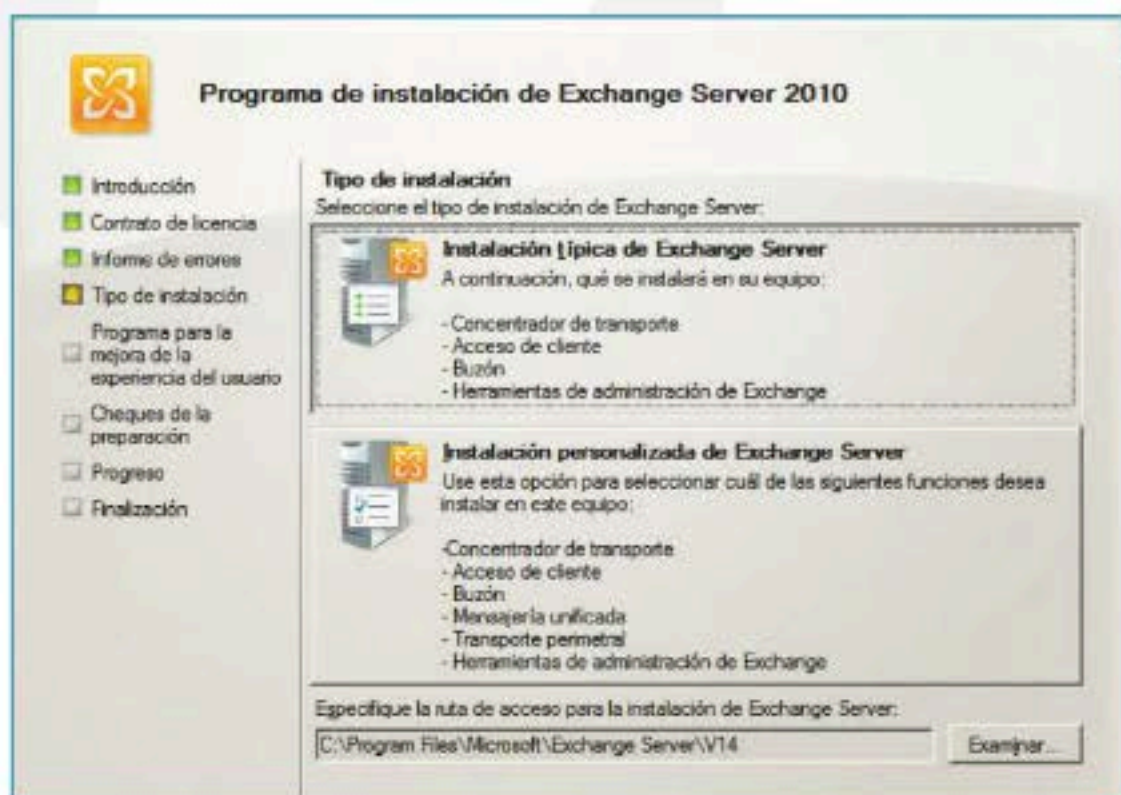 Programa de instalación de Exchange Server 2010
Introducción
Contrato de licencia
Informe de errores
Tipo de instalación
Programa para la
mejora de la
experiencia del usuario
Cheques de la
preparación
Progreso
Finalización
Tipo de instalación
Seleccione el tipo de instalación de Exchange Server:
Instalación típica de Exchange Server
A continuación, qué se instalará en su equipo:
- Concentrador de transporte
- Acceso de cliente
- Buzón
- Herramientas de administración de Exchange
Instalación personalizada de Exchange Server
Use esta opción para seleccionar cuál de las siguientes funciones desea
instalar en este equipo:
-Concentrador de transporte
- Acceso de cliente
- Buzón
- Mensajería unificada
- Transporte perimetral
- Herramientas de administración de Exchange
Especifique la ruta de acceso para la instalación de Exchange Server:
C:\Program Files\Microsoft\Exchange Server\V14
Examinar...